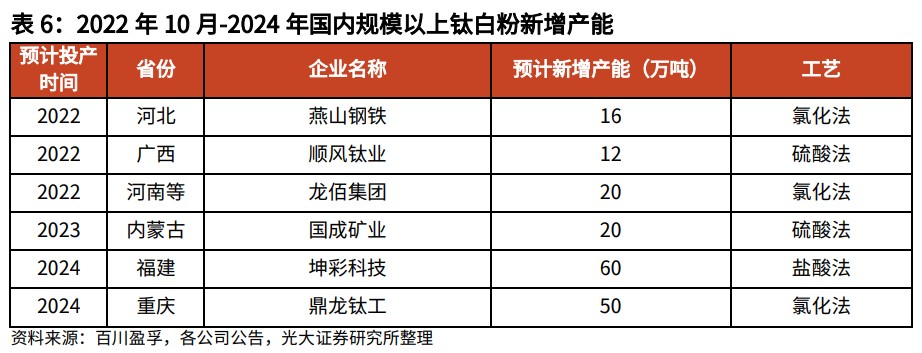 表 6：2022 年 10 月-2024 年国内规模以上钛白粉新增产能
预计投产时间 省份 企业名称 预计新增产能（万吨） 工艺
2022 河北 燕山钢铁 16 氯化法
2022 广西 顺风钛业 12 硫酸法
2022 河南等 龙佰集团 20 氯化法
2023 内蒙古 国成矿业 20 硫酸法
2024 福建 坤彩科技 60 盐酸法
2024 重庆 鼎龙钛工 50 氯化法
资料来源：百川盈孚，各公司公告，光大证券研究所整理